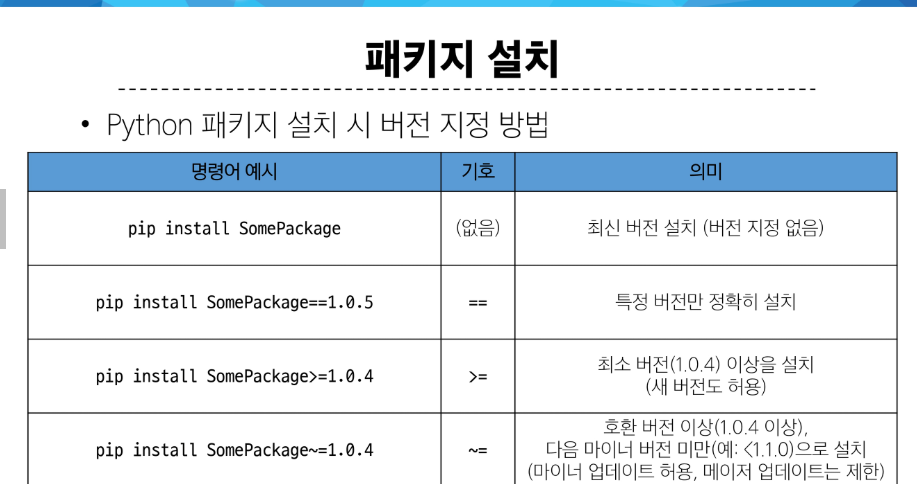 패키지 설치
• Python 패키지 설치 시 버전 지정 방법
명령어 예시 기호 의미
pip install SomePackage (없음) 최신 버전 설치 (버전 지정 없음)
pip install SomePackage==1.0.5 == 특정 버전만 정확히 설치
pip install SomePackage>=1.0.4 >= 최소 버전(1.0.4) 이상을 설치
(새 버전도 허용)
pip install SomePackage~=1.0.4 ~= 호환 버전 이상(1.0.4 이상),
다음 마이너 버전 미만(예: <1.1.0)으로 설치
(마이너 업데이트 허용, 메이저 업데이트는 제한)